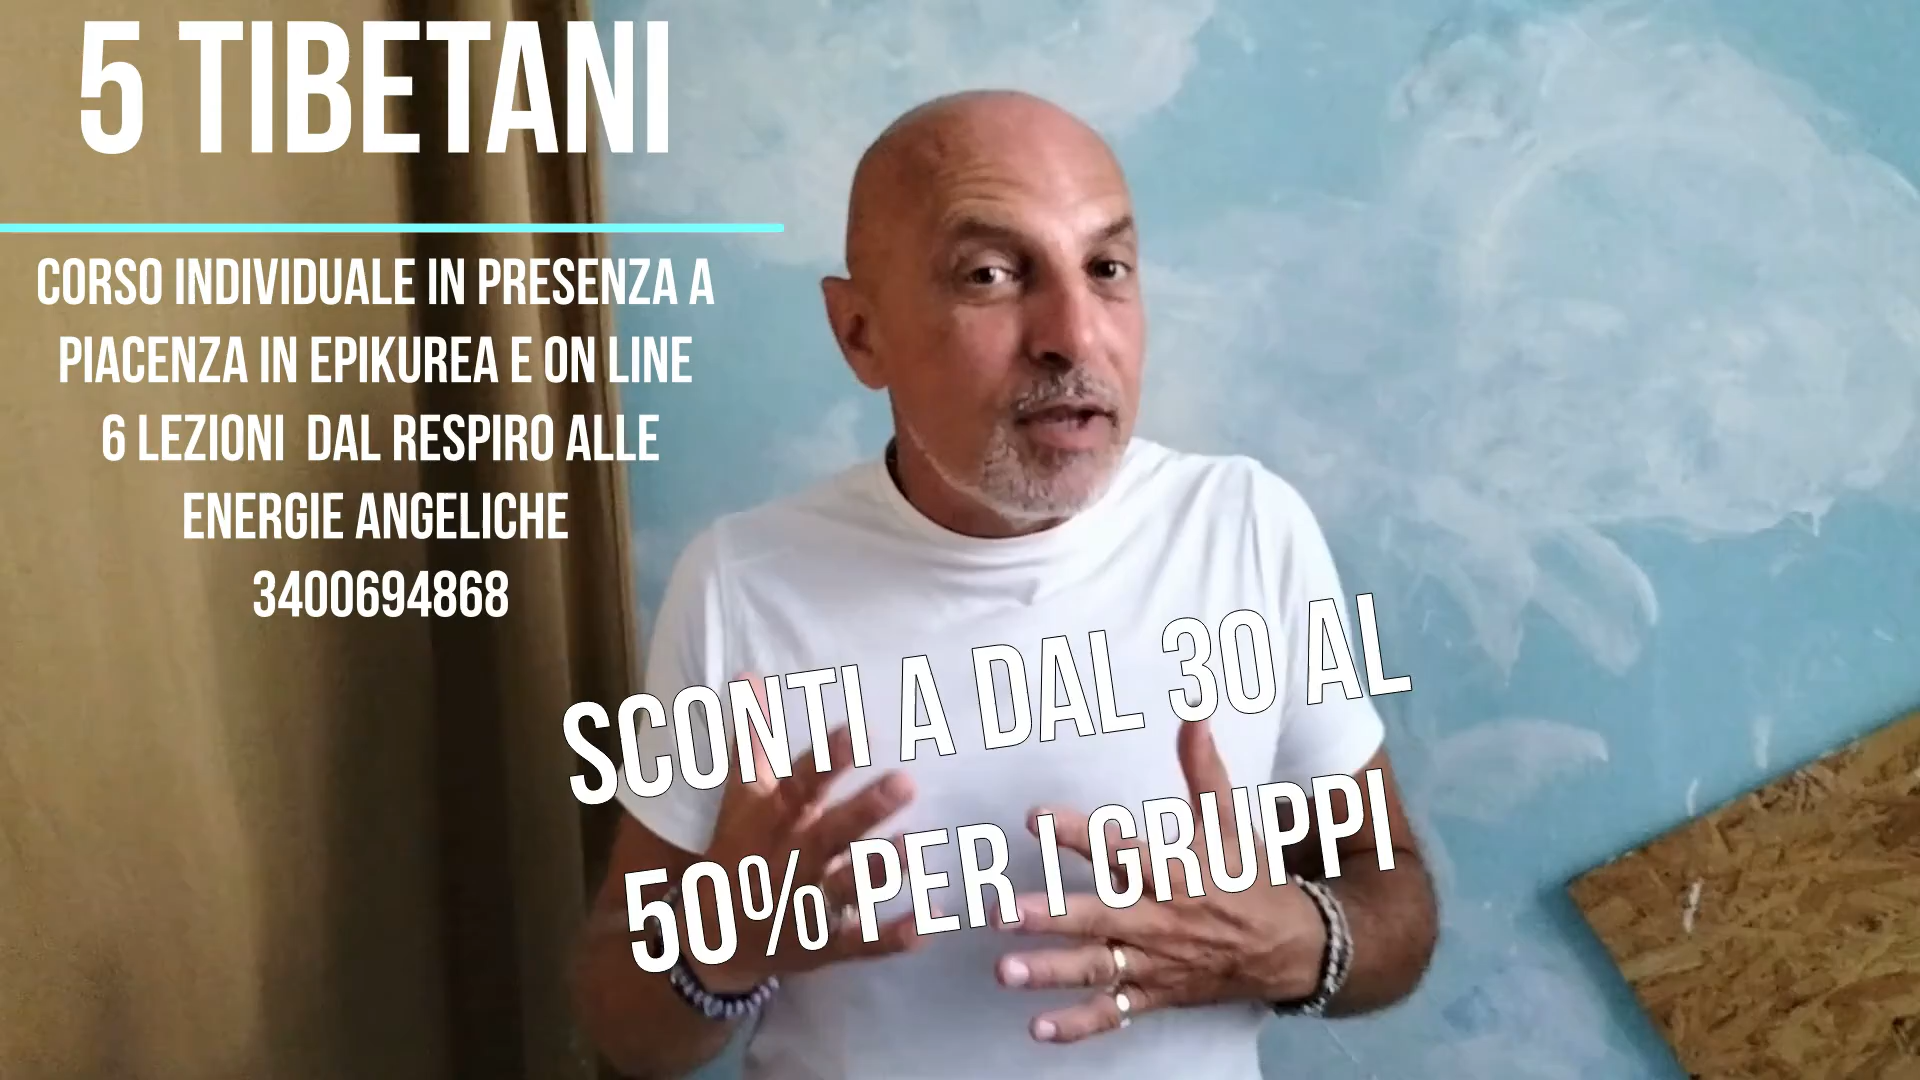 5 TIBETANI
CORSO INDIVIDUALE IN PRESENZA A
PIACENZA IN EPIKUREA E ON LINE
6 LEZIONI DAL RESPIRO ALLE
ENERGIE ANGELICHE
3400694868
SCONTI A DAL 30 AL
50% PER I GRUPPI